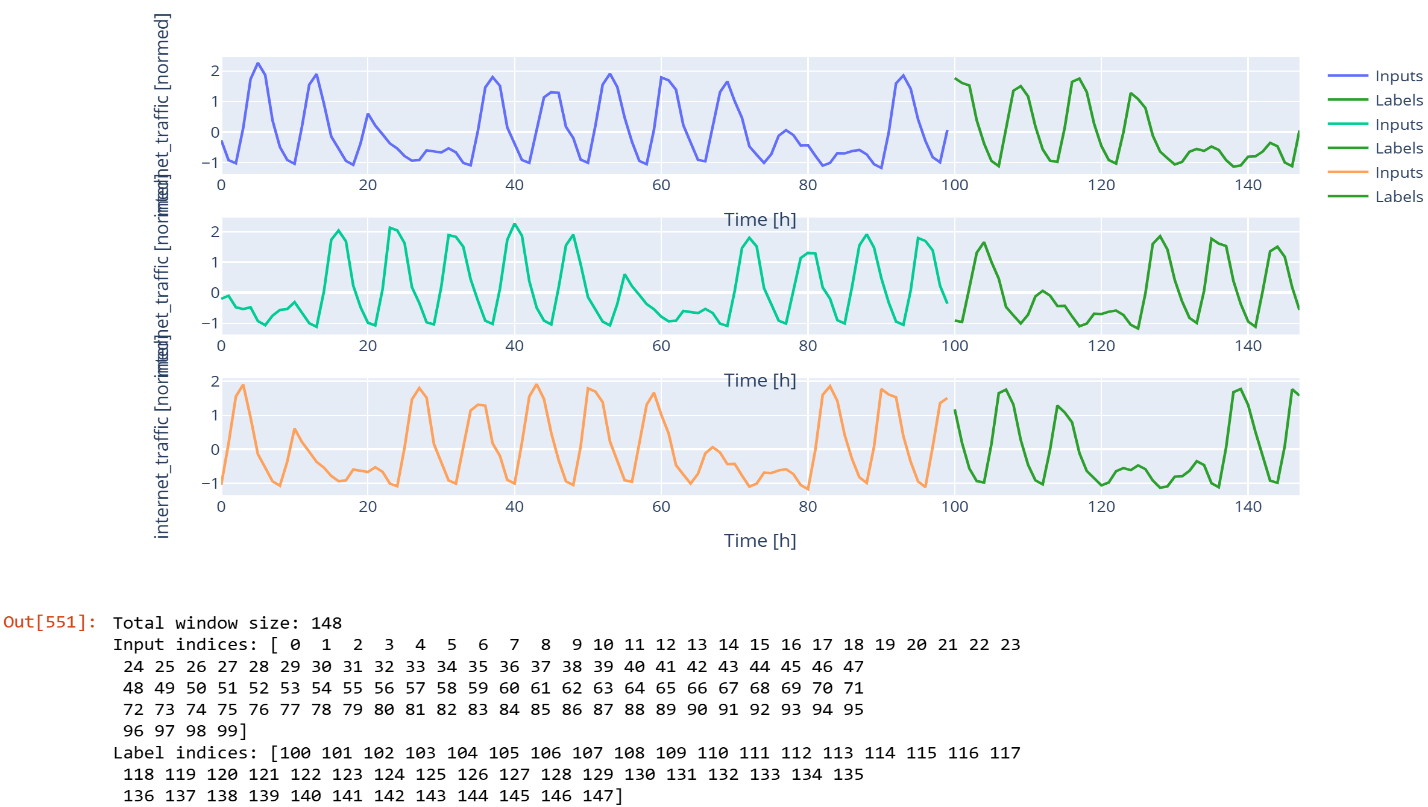 internet_traffic [normed]
2
1
0
−1
0 20 40 60 80 100 120 140
Time [h]
Inputs
Labels
Inputs
Labels
Inputs
Labels
internet_traffic [normed]
2
1
0
−1
0 20 40 60 80 100 120 140
Time [h]
internet_traffic [normed]
2
1
0
−1
0 20 40 60 80 100 120 140
Time [h]
Out[551]: Total window size: 148
Input indices: [ 0 1 2 3 4 5 6 7 8 9 10 11 12 13 14 15 16 17 18 19 20 21 22 23
24 25 26 27 28 29 30 31 32 33 34 35 36 37 38 39 40 41 42 43 44 45 46 47
48 49 50 51 52 53 54 55 56 57 58 59 60 61 62 63 64 65 66 67 68 69 70 71
72 73 74 75 76 77 78 79 80 81 82 83 84 85 86 87 88 89 90 91 92 93 94 95
96 97 98 99]
Label indices: [100 101 102 103 104 105 106 107 108 109 110 111 112 113 114 115 116 117
118 119 120 121 122 123 124 125 126 127 128 129 130 131 132 133 134 135
136 137 138 139 140 141 142 143 144 145 146 147]